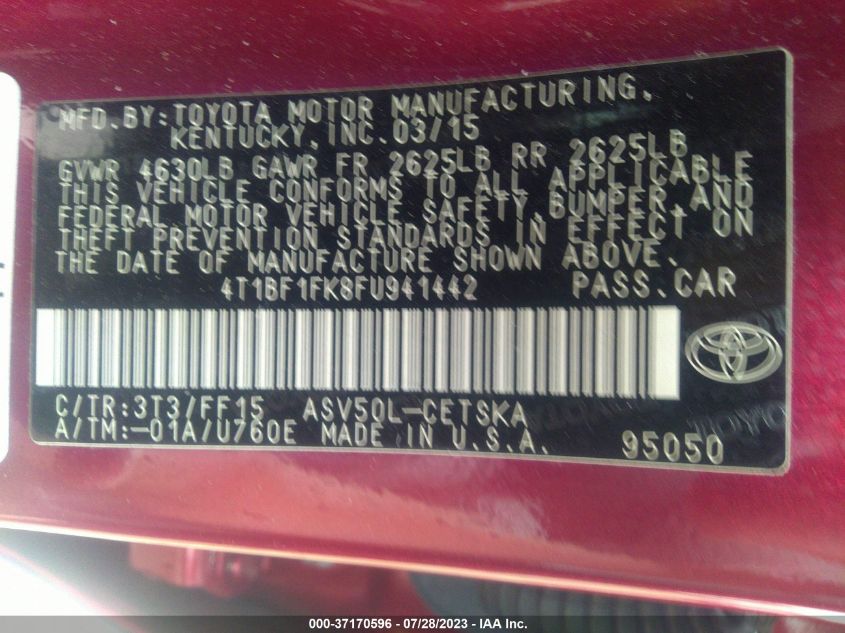 MFD.BY:TOYOTA MOTOR MANUFACTURING,
KENTUCKY,INC.03/15
GVWR 4630LB GAWR FR 2625LB RR 2625LB
THIS VEHICLE CONFORMS TO ALL APPLICABLE
FEDERAL MOTOR VEHICLE SAFETY,BUMPER,AND
THEFT PREVENTION STANDARDS IN EFFECT ON
THE DATE OF MANUFACTURE SHOWN ABOVE.
4T1BF1FK8FU941442 PASS.CAR
C/TR:3T3/FF15 ASV50L-CETSKA
A/TM:-01A/U760E MADE IN U.S.A. 95050
000-37170596 - 07/28/2023 - IAA Inc.